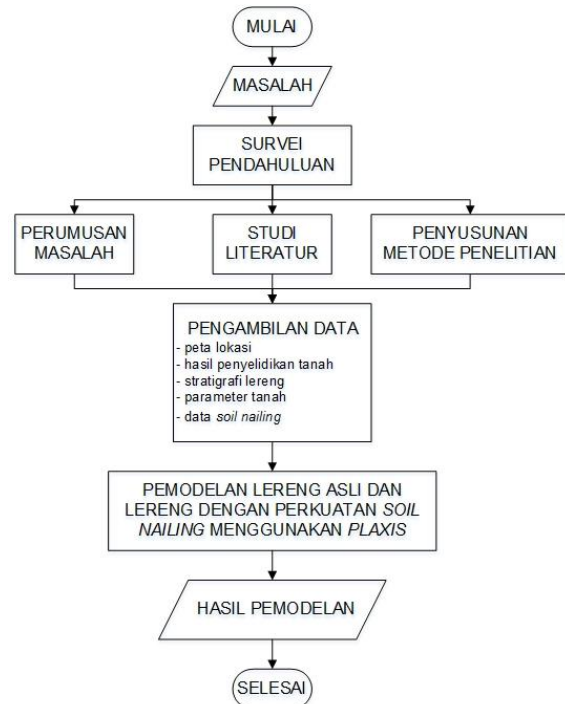 MULAI
MASALAH
SURVEI
PENDAHULUAN
PERUMUSAN
MASALAH
STUDI
LITERATUR
PENYUSUNAN
METODE PENELITIAN
PENGAMBILAN DATA
- peta lokasi
- hasil penyelidikan tanah
- stratigrafi lereng
- parameter tanah
- data soil nailing
PEMODELAN LERENG ASLI DAN
LERENG DENGAN PERKUATAN SOIL
NAILING MENGGUNAKAN PLAXIS
HASIL PEMODELAN
SELESAI